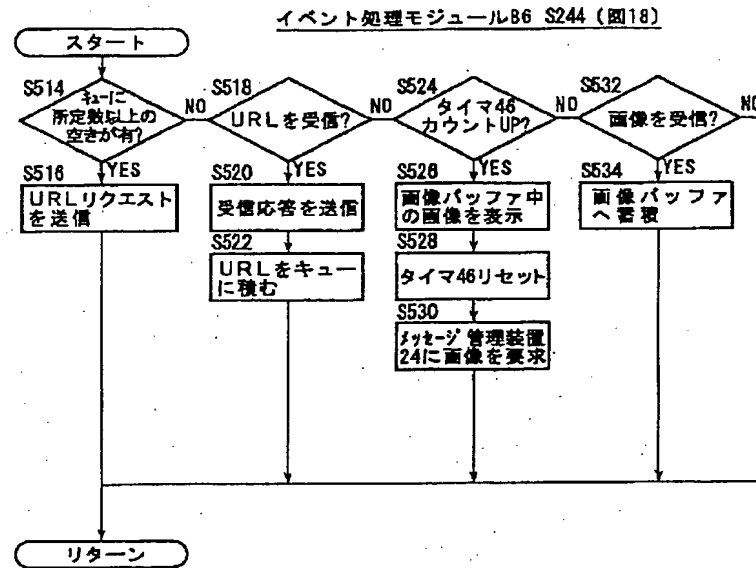 イベント処理モジュールB6 S244 (図18)
スタート
S514
キューに
所定数以上の
空きが有?
NO
YES
S516
URLリクエスト
を送信
S518
URLを受信?
NO
YES
S520
受信応答を送信
S522
URLをキュー
に積む
S524
タイマ46
カウントUP?
NO
YES
S526
画像バッファ中
の画像を表示
S528
タイマ46リセット
S530
メッセージ管理装置
24に画像を要求
S532
画像を受信?
NO
YES
S534
画像バッファ
へ蓄積
リターン